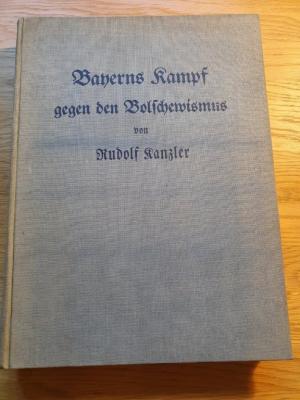 Bayerns Kampf
gegen den Bolschewismus
von
Rudolf Kanzler